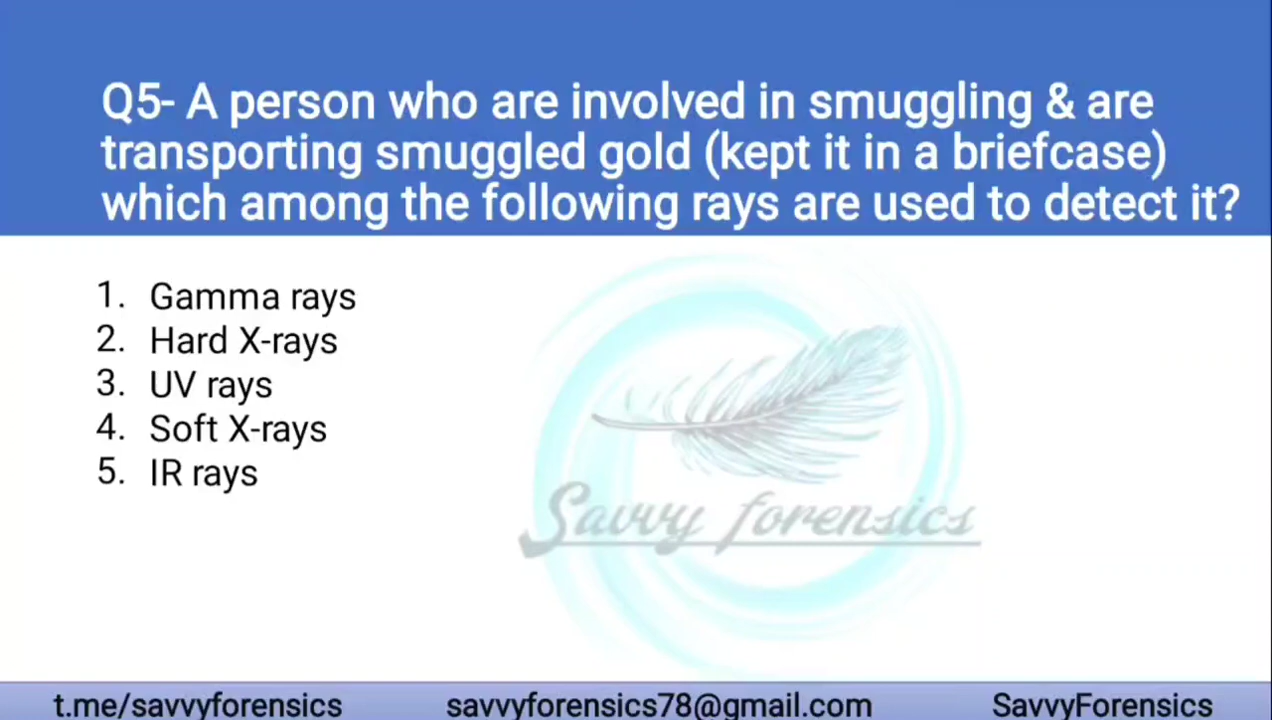 Q5- A person who are involved in smuggling & are
transporting smuggled gold (kept it in a briefcase)
which among the following rays are used to detect it?
1. Gamma rays
2. Hard X-rays
3. UV rays
4. Soft X-rays
5. IR rays
Savvy forensics
t.me/savvyforensics savvyforensics78@gmail.com SavvyForensics